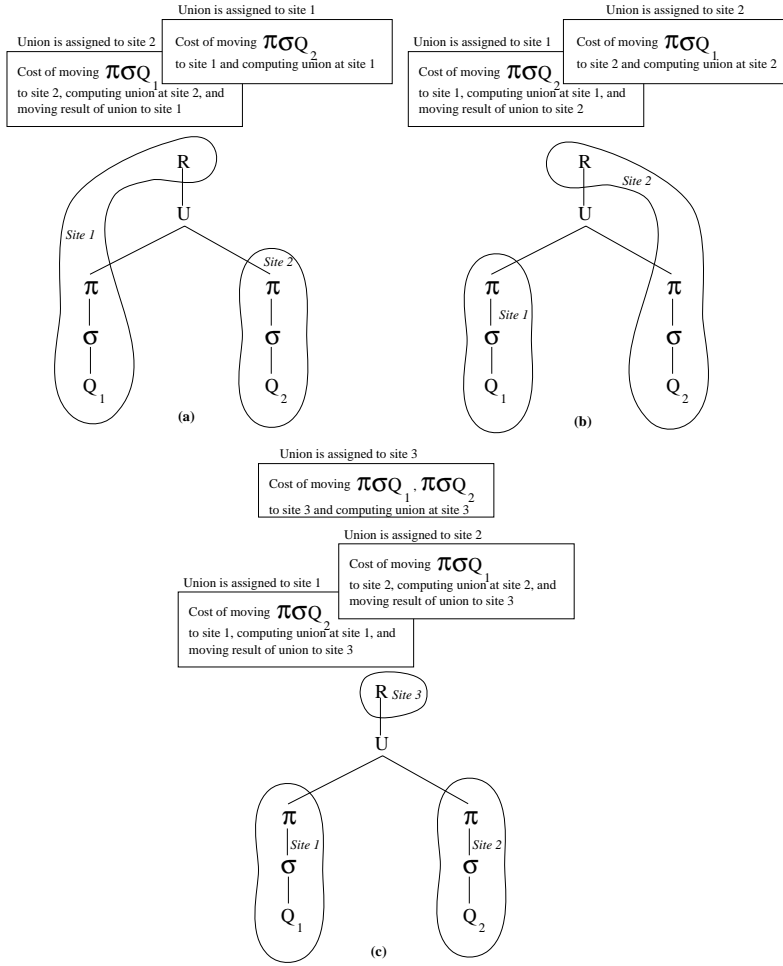 Union is assigned to site 1
Cost of moving πσQ2
to site 1 and computing union at site 1
Union is assigned to site 2
Cost of moving πσQ1
to site 2, computing union at site 2, and
moving result of union to site 1
R
U
Site 1
Site 2
π
π
σ
σ
Q1
Q2
(a)
Union is assigned to site 2
Cost of moving πσQ1
to site 2 and computing union at site 2
Union is assigned to site 1
Cost of moving πσQ2
to site 1, computing union at site 1, and
moving result of union to site 2
R
Site 2
U
π
π
Site 1
σ
σ
Q1
Q2
(b)
Union is assigned to site 3
Cost of moving πσQ1, πσQ2
to site 3 and computing union at site 3
Union is assigned to site 2
Cost of moving πσQ1
to site 2, computing union at site 2, and
moving result of union to site 3
Union is assigned to site 1
Cost of moving πσQ2
to site 1, computing union at site 1, and
moving result of union to site 3
R Site 3
U
π
π
Site 1
Site 2
σ
σ
Q1
Q2
(c)